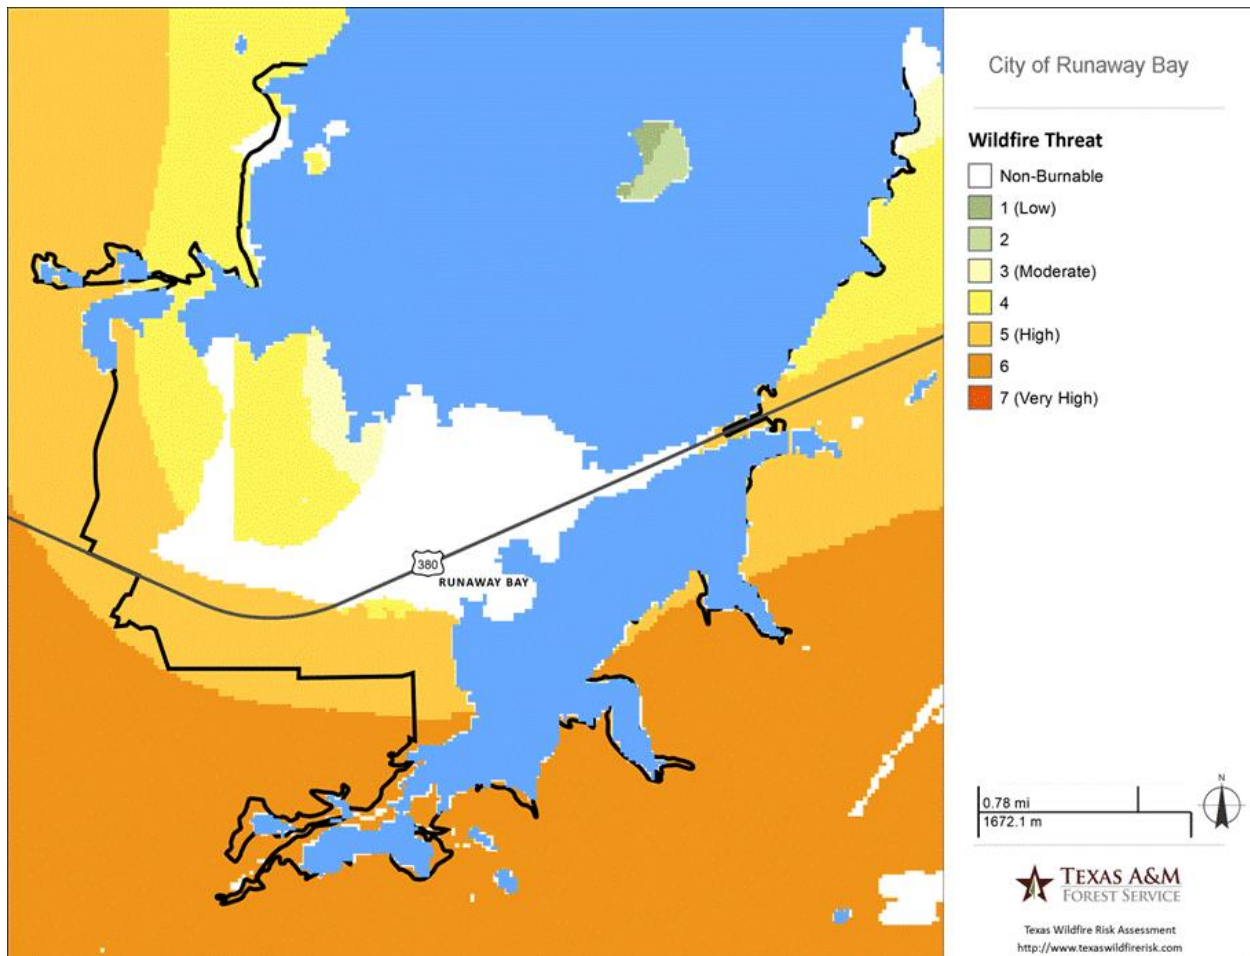 City of Runaway Bay
Wildfire Threat
Non-Burnable
1 (Low)
2
3 (Moderate)
4
5 (High)
6
7 (Very High)
380
RUNAWAY BAY
N
0.78 mi
1672.1 m
TEXAS A&M
FOREST SERVICE
Texas Wildfire Risk Assessment
http://www.texaswildfirerisk.com